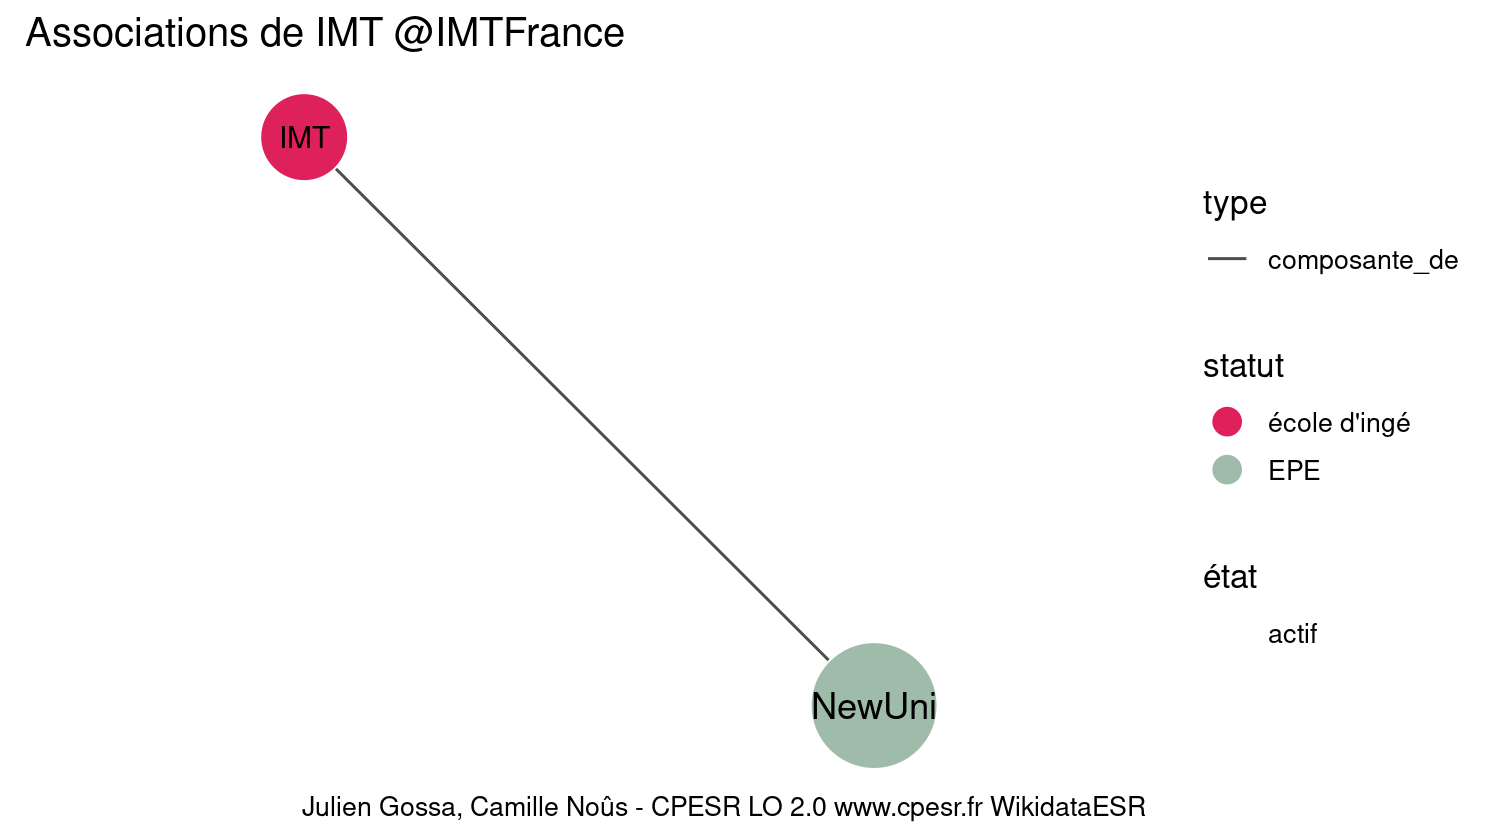 Associations de IMT @IMTFrance
IMT
type
composante_de
statut
école d'ingé
EPE
état
actif
NewUni
Julien Gossa, Camille Noûs - CPESR LO 2.0 www.cpesr.fr WikidataESR